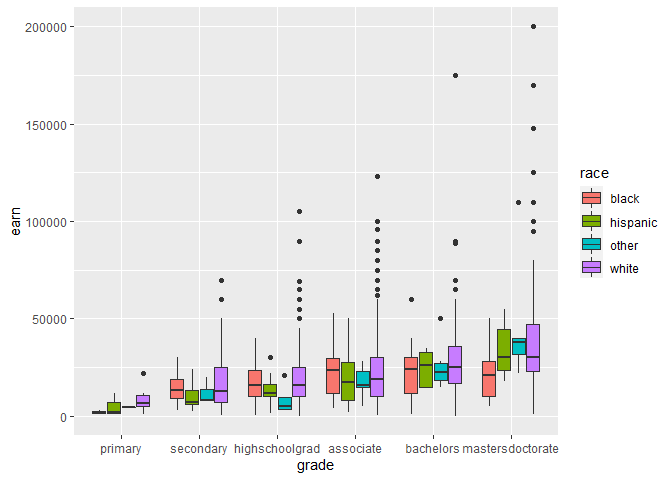 200000
150000
100000
50000
0
earn
primary secondary highschoolgrad associate bachelors mastersdoctorate
grade
race
black
hispanic
other
white